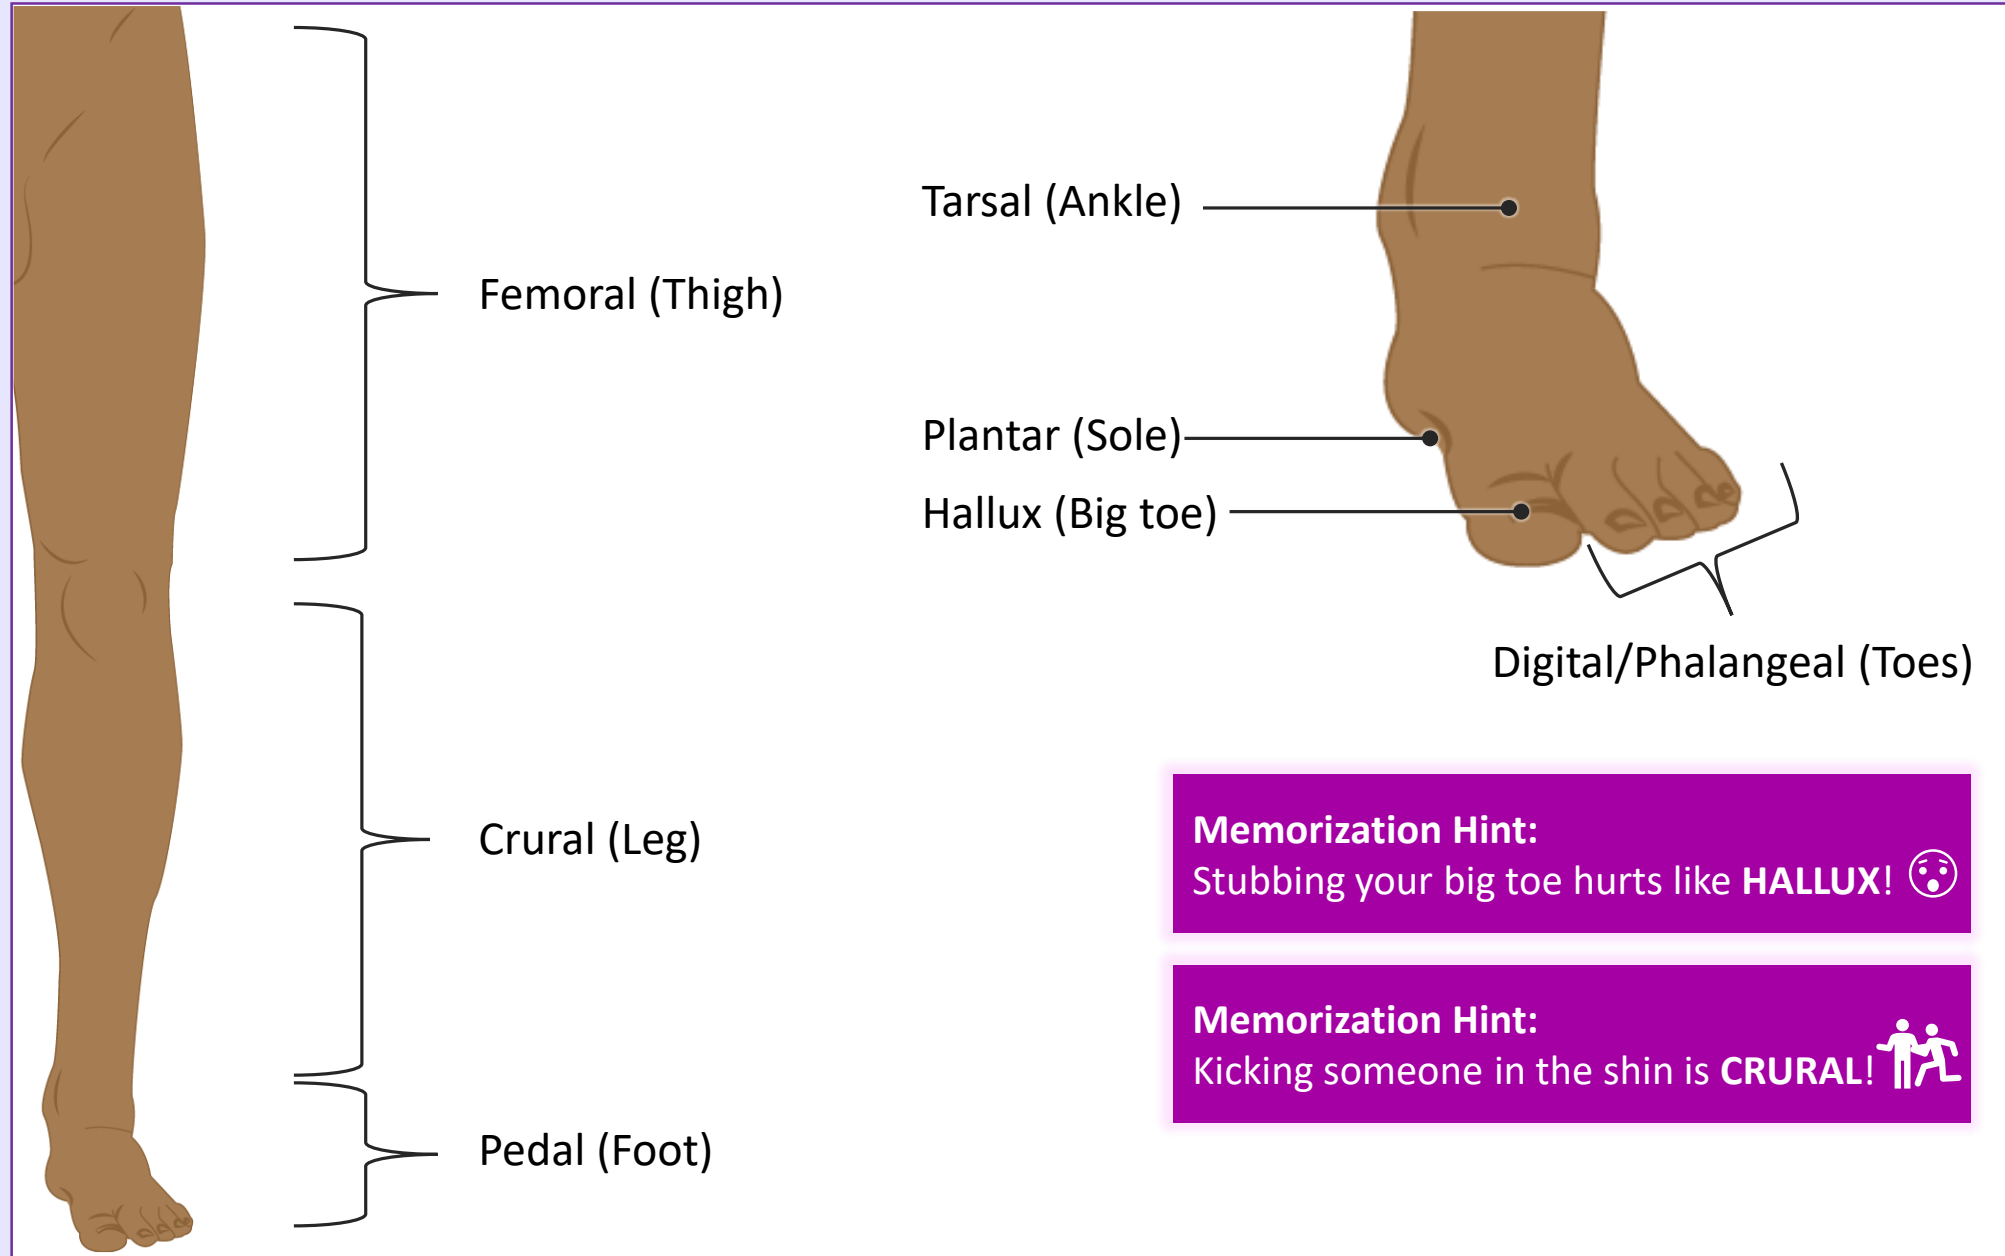 Femoral (Thigh)
Crural (Leg)
Pedal (Foot)
Tarsal (Ankle)
Plantar (Sole)
Hallux (Big toe)
Digital/Phalangeal (Toes)
Memorization Hint:
Stubbing your big toe hurts like HALLUX!
Memorization Hint:
Kicking someone in the shin is CRURAL!